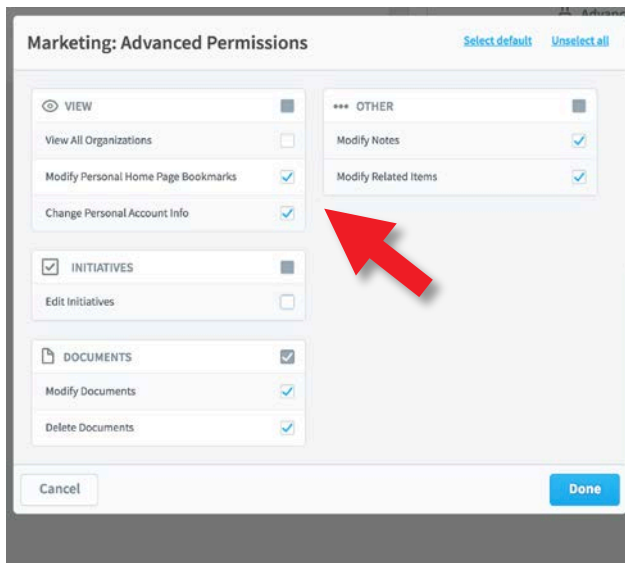 Advanc
Marketing: Advanced Permissions
Select default
Unselect all
VIEW
View All Organizations
Modify Personal Home Page Bookmarks
Change Personal Account Info
INITIATIVES
Edit Initiatives
DOCUMENTS
Modify Documents
Delete Documents
OTHER
Modify Notes
Modify Related Items
Cancel
Done